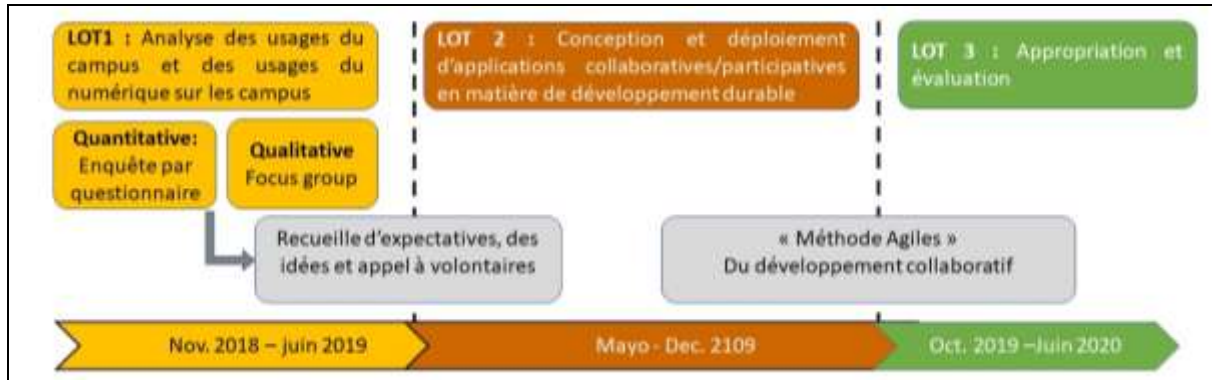 LOT1 : Analyse des usages du
campus et des usages du
numérique sur les campus
LOT 2 : Conception et déploiement
d'applications collaboratives/participatives
en matière de développement durable
LOT 3 : Appropriation et
évaluation
Quantitative:
Enquête par
questionnaire
Qualitative
Focus group
Recueille d'expectatives, des
idées et appel à volontaires
« Méthode Agiles »
Du développement collaboratif
Nov. 2018 – juin 2019
Mayo - Dec. 2109
Oct. 2019 –Juin 2020